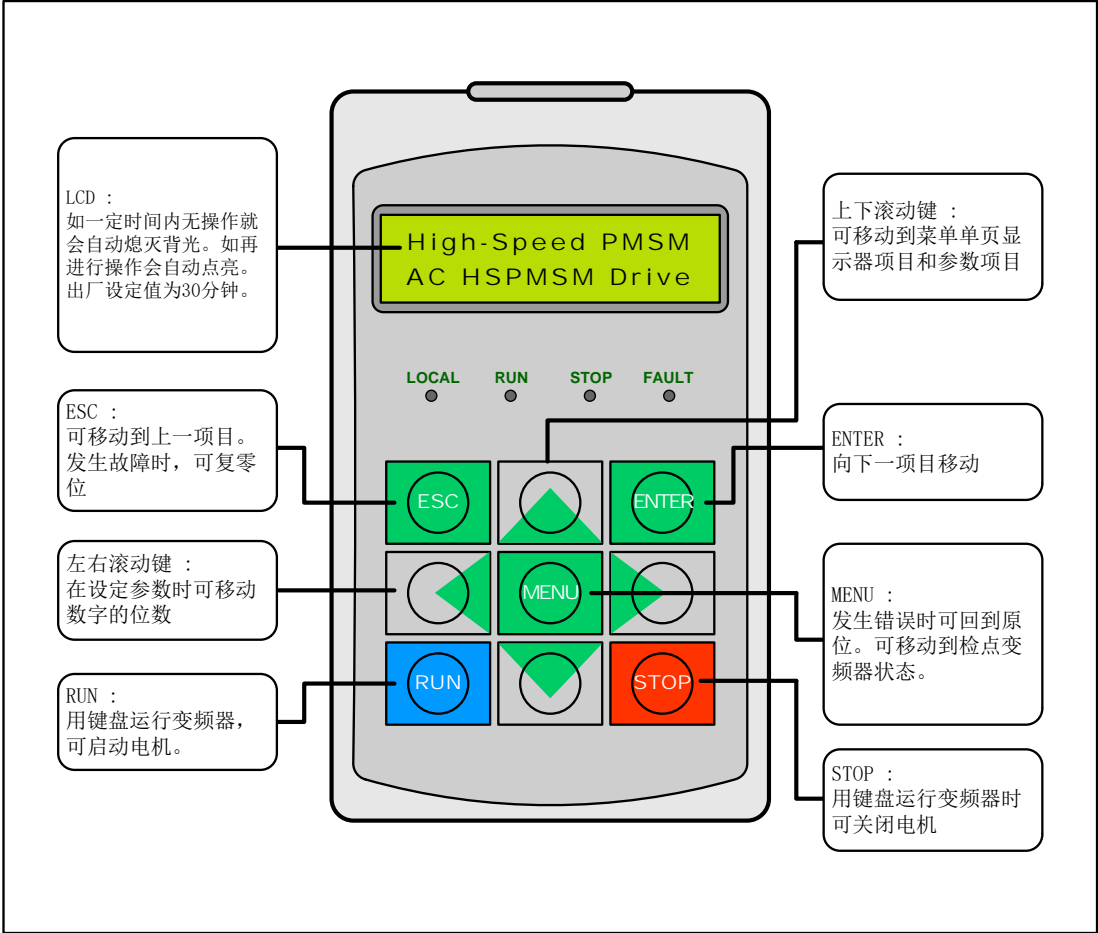 LCD :
如一定时间内无操作就
会自动熄灭背光。如再
进行操作会自动点亮。
出厂设定值为30分钟。
ESC :
可移动到上一项目。
发生故障时，可复零
位
左右滚动键 :
在设定参数时可移动
数字的位数
RUN :
用键盘运行变频器，
可启动电机。
High-Speed PMSM
AC HSPMSM Drive
LOCAL RUN STOP FAULT
ESC ENTER
MENU
RUN STOP
上下滚动键 :
可移动到菜单单页显
示器项目和参数项目
ENTER :
向下一项目移动
MENU :
发生错误时可回到原
位。可移动到检点变
频器状态。
STOP :
用键盘运行变频器时
可关闭电机